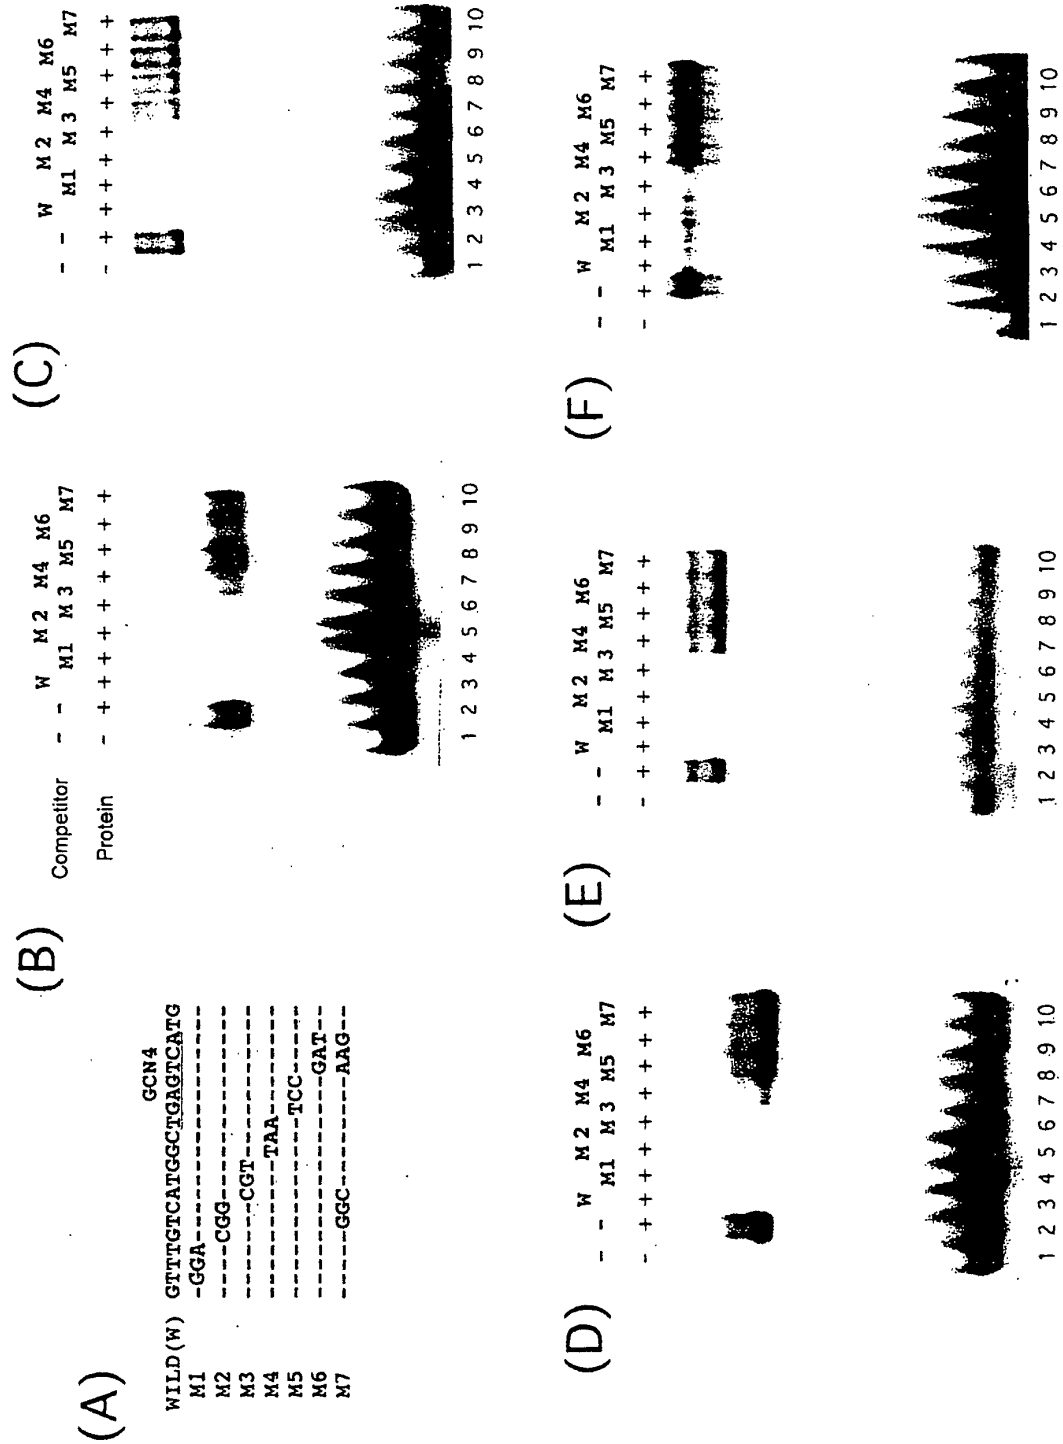 (A)
GCN4
WILD(W) GTTTGTCATGGCTGAGTCATG
M1 -GGA-----------------
M2 ----CGG--------------
M3 -------CGT-----------
M4 ----------TAA--------
M5 -------------TCC-----
M6 ----------------GAT--
M7 -----GGC--------AAG--
(B)
Competitor - - W M1 M2 M3 M4 M5 M6 M7
Protein - + + + + + + + + +
1 2 3 4 5 6 7 8 9 10
(C)
- - W M1 M2 M3 M4 M5 M6 M7
- + + + + + + + + +
1 2 3 4 5 6 7 8 9 10
(D)
- - W M1 M2 M3 M4 M5 M6 M7
- + + + + + + + + +
1 2 3 4 5 6 7 8 9 10
(E)
- - W M1 M2 M3 M4 M5 M6 M7
- + + + + + + + + +
1 2 3 4 5 6 7 8 9 10
(F)
- - W M1 M2 M3 M4 M5 M6 M7
- + + + + + + + + +
1 2 3 4 5 6 7 8 9 10